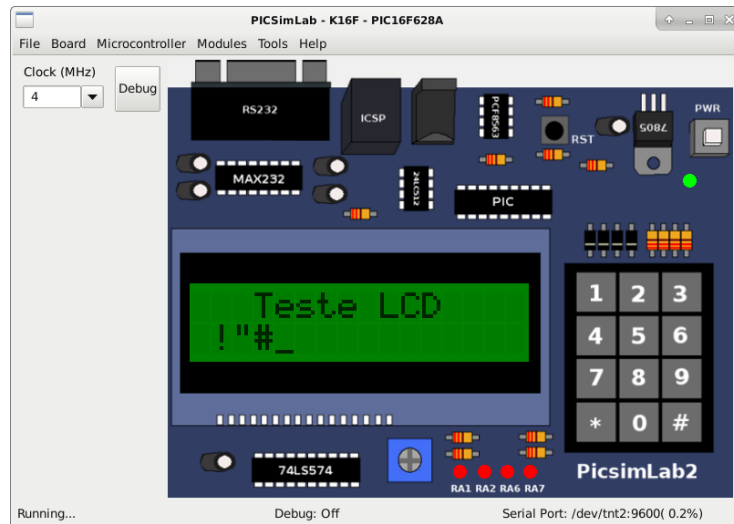 PICSimLab - K16F - PIC16F628A
File Board Microcontroller Modules Tools Help
Clock (MHz)
4
Debug
RS232
ICSP
PCF8563
RST
7805
PWR
MAX232
24LC512
PIC
Teste LCD
!"#_
1 2 3
4 5 6
7 8 9
* 0 #
74LS574
RA1 RA2 RA6 RA7
PicsimLab2
Running...
Debug: Off
Serial Port: /dev/tnt2:9600( 0.2%)